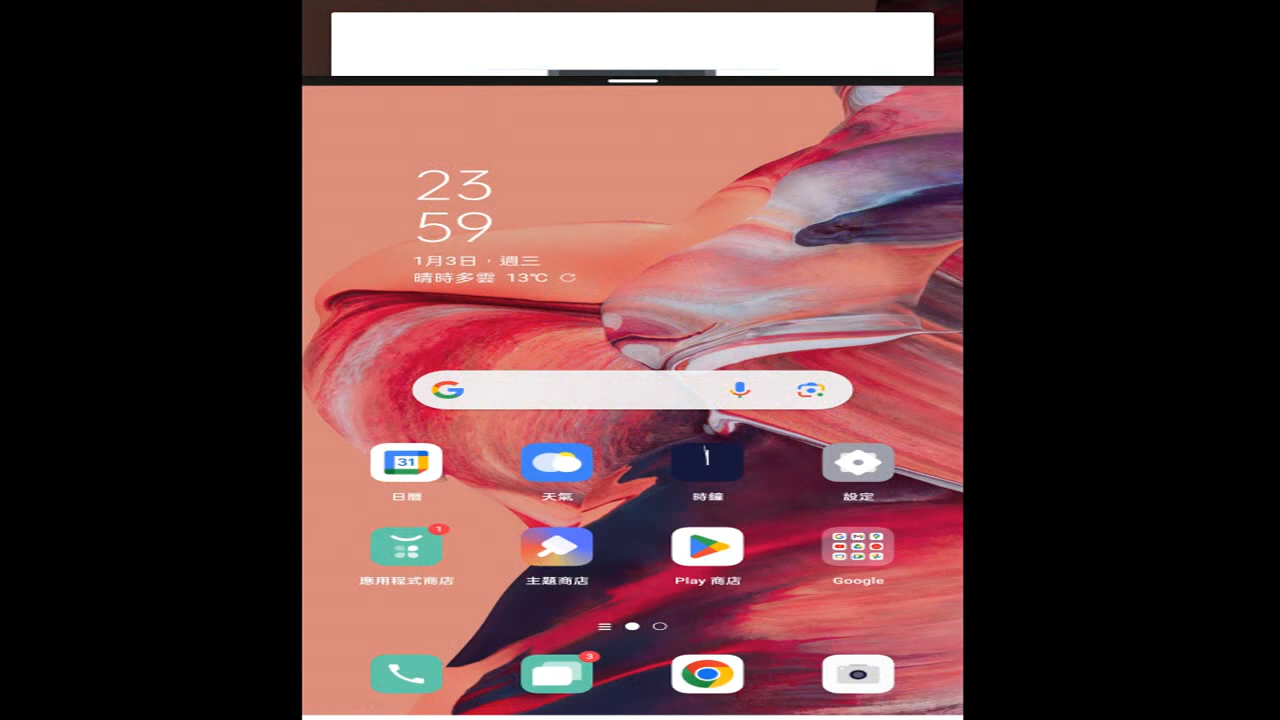 23
59
1月3日，週三
晴時多雲 13°C
31
日曆
天氣
時鐘
設定
1
應用程式商店
主題商店
Play 商店
Google
3